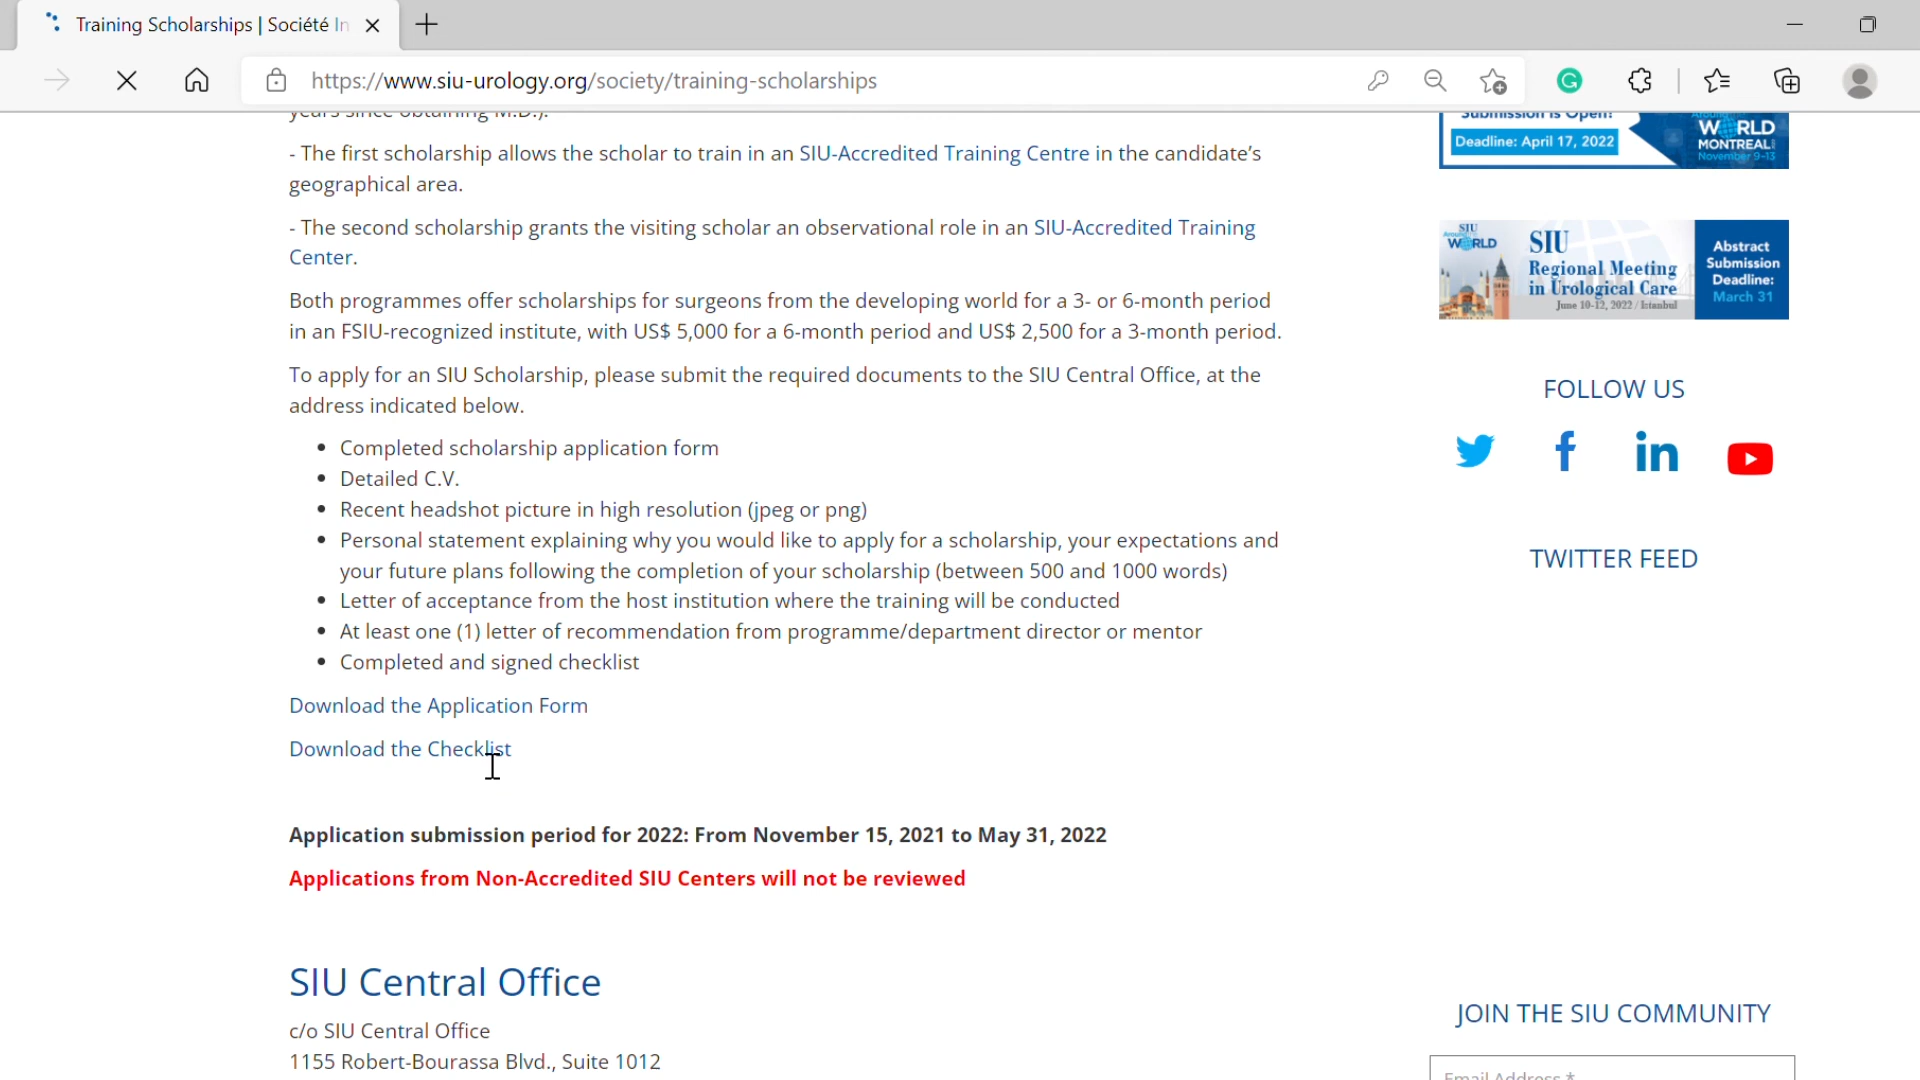 Training Scholarships | Société In
https://www.siu-urology.org/society/training-scholarships
years since obtaining M.D.).
- The first scholarship allows the scholar to train in an SIU-Accredited Training Centre in the candidate's
geographical area.
- The second scholarship grants the visiting scholar an observational role in an SIU-Accredited Training
Center.
Both programmes offer scholarships for surgeons from the developing world for a 3- or 6-month period
in an FSIU-recognized institute, with US$ 5,000 for a 6-month period and US$ 2,500 for a 3-month period.
To apply for an SIU Scholarship, please submit the required documents to the SIU Central Office, at the
address indicated below.
• Completed scholarship application form
• Detailed C.V.
• Recent headshot picture in high resolution (jpeg or png)
• Personal statement explaining why you would like to apply for a scholarship, your expectations and
your future plans following the completion of your scholarship (between 500 and 1000 words)
• Letter of acceptance from the host institution where the training will be conducted
• At least one (1) letter of recommendation from programme/department director or mentor
• Completed and signed checklist
Download the Application Form
Download the Checklist
Application submission period for 2022: From November 15, 2021 to May 31, 2022
Applications from Non-Accredited SIU Centers will not be reviewed
SIU Central Office
c/o SIU Central Office
1155 Robert-Bourassa Blvd., Suite 1012
Submission is Open!
Deadline: April 17, 2022
Around the
WORLD
MONTREAL
November 9-13
SIU
Around the
WORLD
SIU
Regional Meeting
in Urological Care
June 10-12, 2022 / Istanbul
Abstract
Submission
Deadline:
March 31
FOLLOW US
in
TWITTER FEED
JOIN THE SIU COMMUNITY
Email Address *